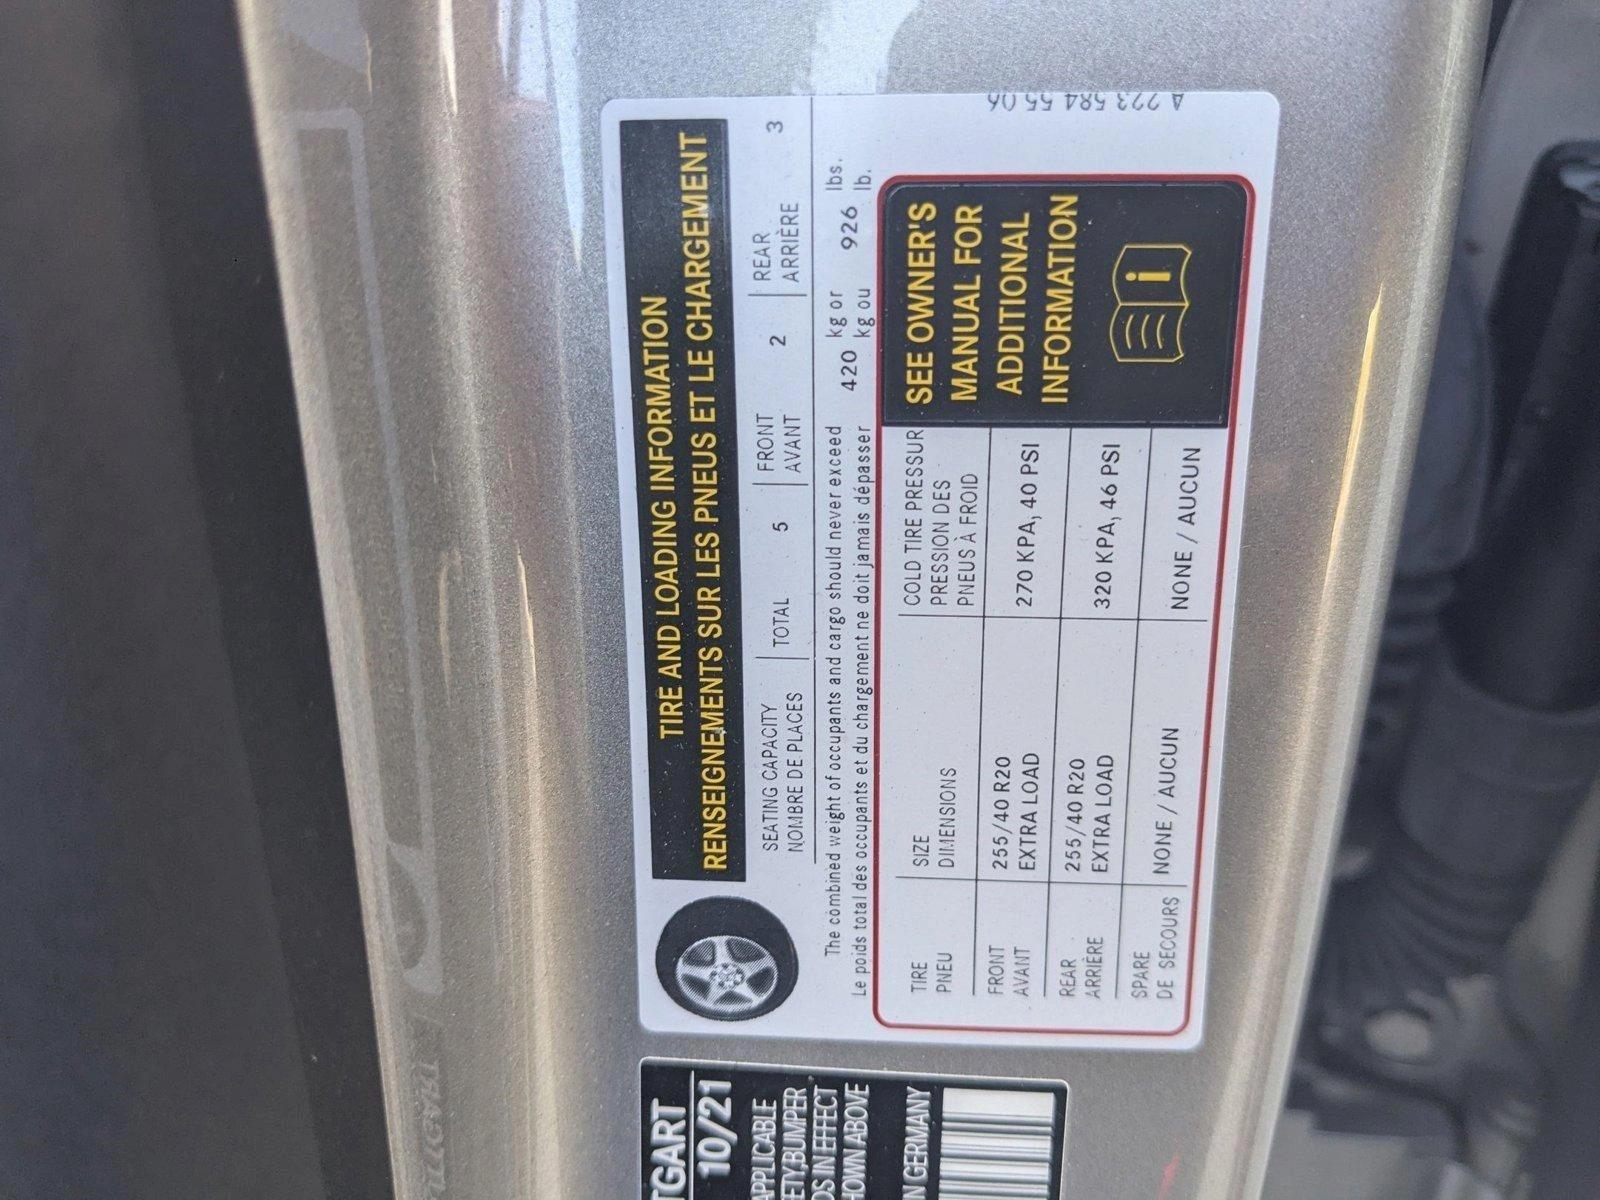 TIRE AND LOADING INFORMATION
RENSEIGNEMENTS SUR LES PNEUS ET LE CHARGEMENT
SEATING CAPACITY
NOMBRE DE PLACES
TOTAL 5
FRONT
AVANT
2
REAR
ARRIÈRE
3
The combined weight of occupants and cargo should never exceed 420 kg or 926 lbs.
Le poids total des occupants et du chargement ne doit jamais dépasser kg ou lb.
TIRE
PNEU
SIZE
DIMENSIONS
COLD TIRE PRESSUR
PRESSION DES
PNEUS À FROID
FRONT
AVANT
255/40 R20
EXTRA LOAD
270 KPA, 40 PSI
REAR
ARRIÈRE
255/40 R20
EXTRA LOAD
320 KPA, 46 PSI
SPARE
DE SECOURS
NONE / AUCUN
NONE / AUCUN
SEE OWNER'S
MANUAL FOR
ADDITIONAL
INFORMATION
i
A 223 584 55 06
TGART
10/21
APPLICABLE
ETY,BUMPER
DS IN EFFECT
HOWN ABOVE
N GERMANY